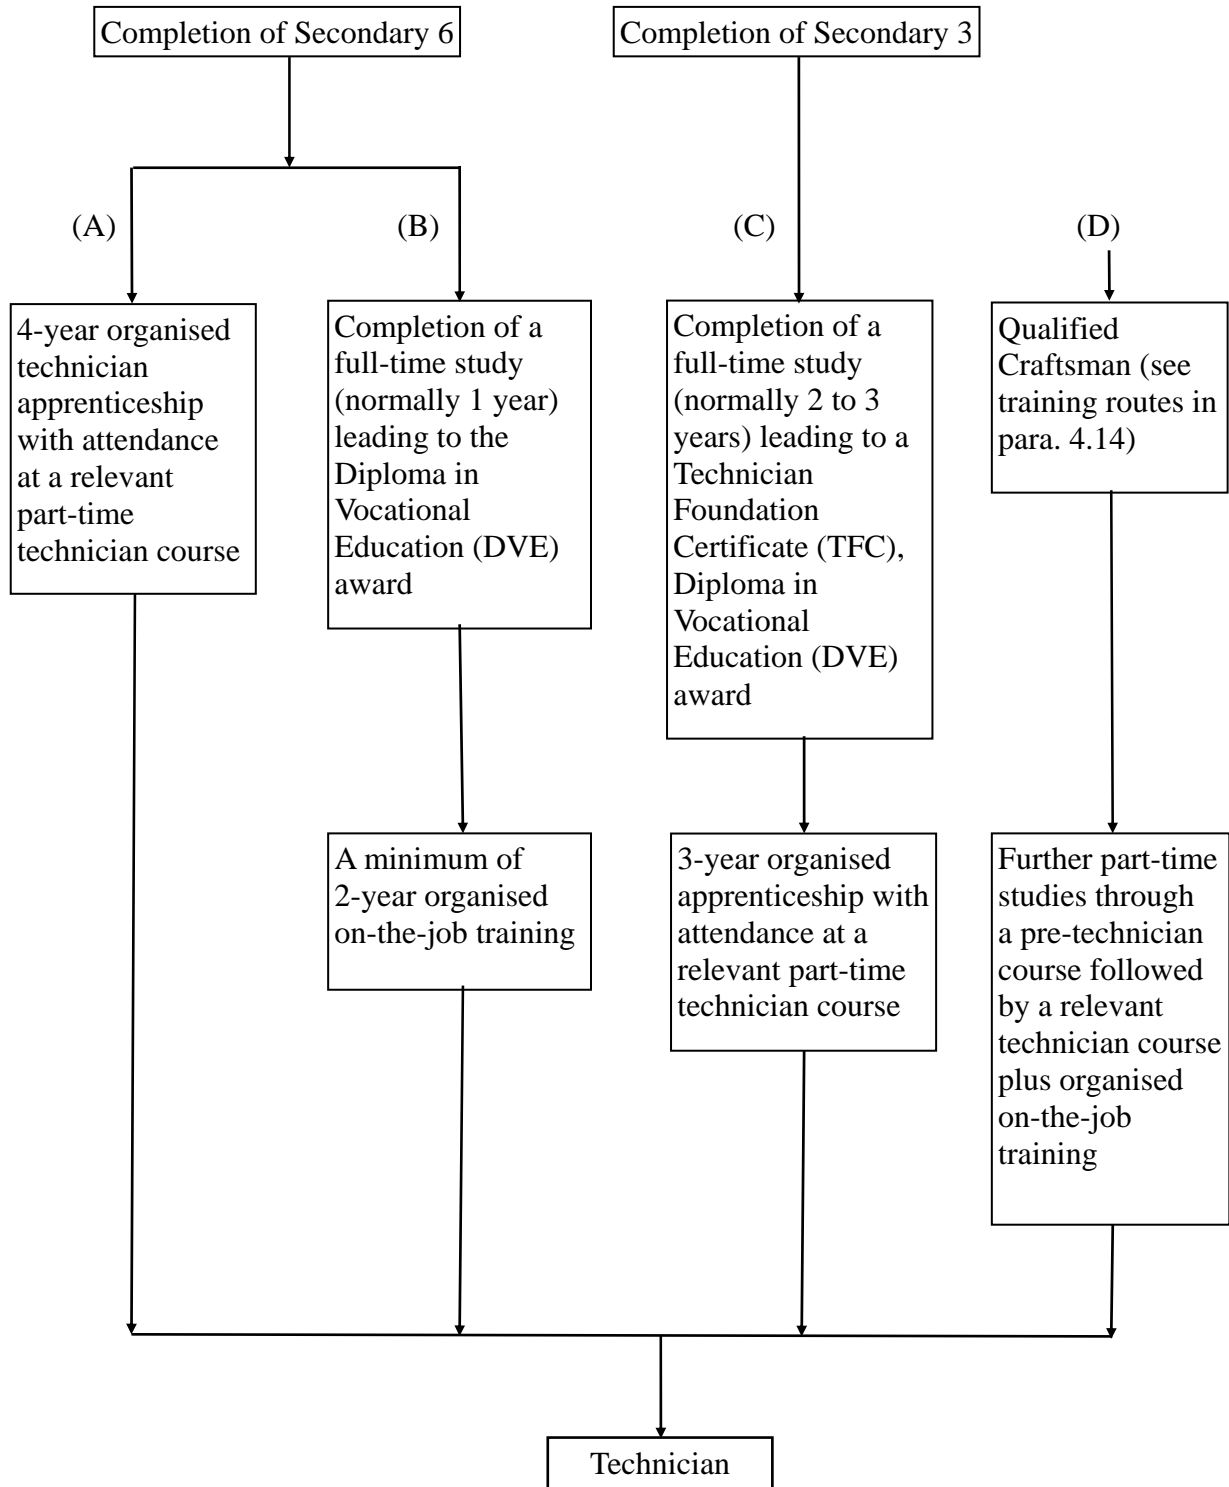 Completion of Secondary 6
Completion of Secondary 3
(A)
(B)
(C)
(D)
4-year organised
technician
apprenticeship
with attendance
at a relevant
part-time
technician course
Completion of a
full-time study
(normally 1 year)
leading to the
Diploma in
Vocational
Education (DVE)
award
Completion of a
full-time study
(normally 2 to 3
years) leading to a
Technician
Foundation
Certificate (TFC),
Diploma in
Vocational
Education (DVE)
award
Qualified
Craftsman (see
training routes in
para. 4.14)
A minimum of
2-year organised
on-the-job training
3-year organised
apprenticeship with
attendance at a
relevant part-time
technician course
Further part-time
studies through
a pre-technician
course followed
by a relevant
technician course
plus organised
on-the-job
training
Technician